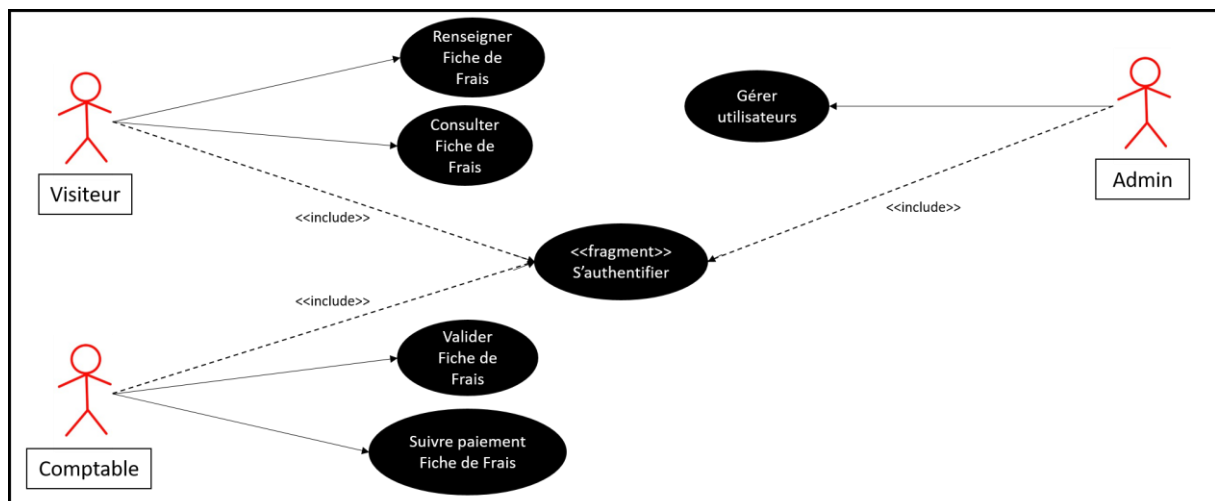 Renseigner
Fiche de
Frais
Consulter
Fiche de
Frais
Visiteur
<<include>>
Gérer
utilisateurs
Admin
<<include>>
<<fragment>>
S'authentifier
<<include>>
Valider
Fiche de
Frais
Suivre paiement
Fiche de Frais
Comptable